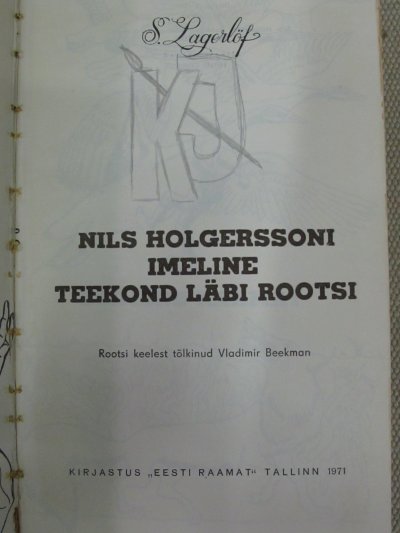 S. Lagerlöf
KJ
NILS HOLGERSSONI
IMELINE
TEEKOND LÄBI ROOTSI
Rootsi keelest tõlkinud Vladimir Beekman
KIRJASTUS „EESTI RAAMAT" TALLINN 1971